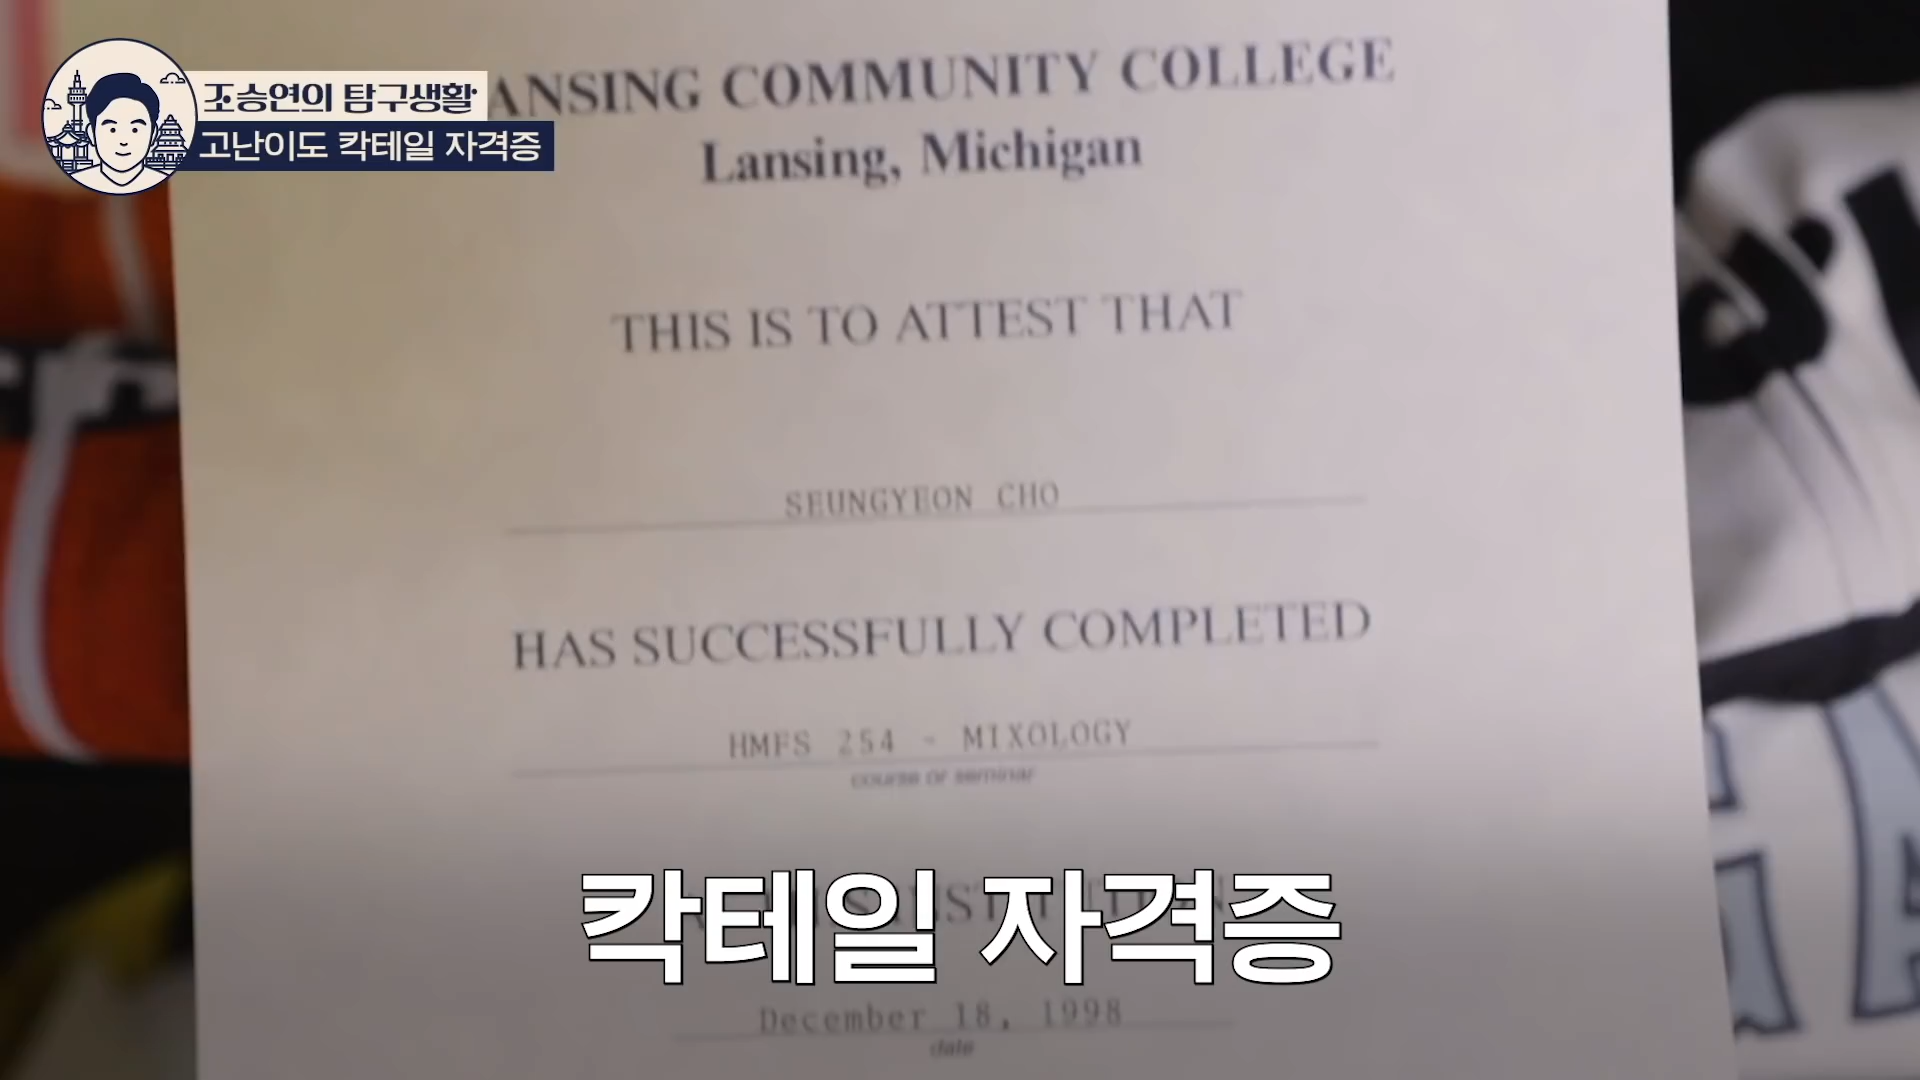 조승연의 탐구생활
고난이도 칵테일 자격증
ANSING COMMUNITY COLLEGE
Lansing, Michigan
THIS IS TO ATTEST THAT
SEUNGYEON CHO
HAS SUCCESSFULLY COMPLETED
HMFS 254 - MIXOLOGY
course or seminar
칵테일 자격증
December 18, 1998
date